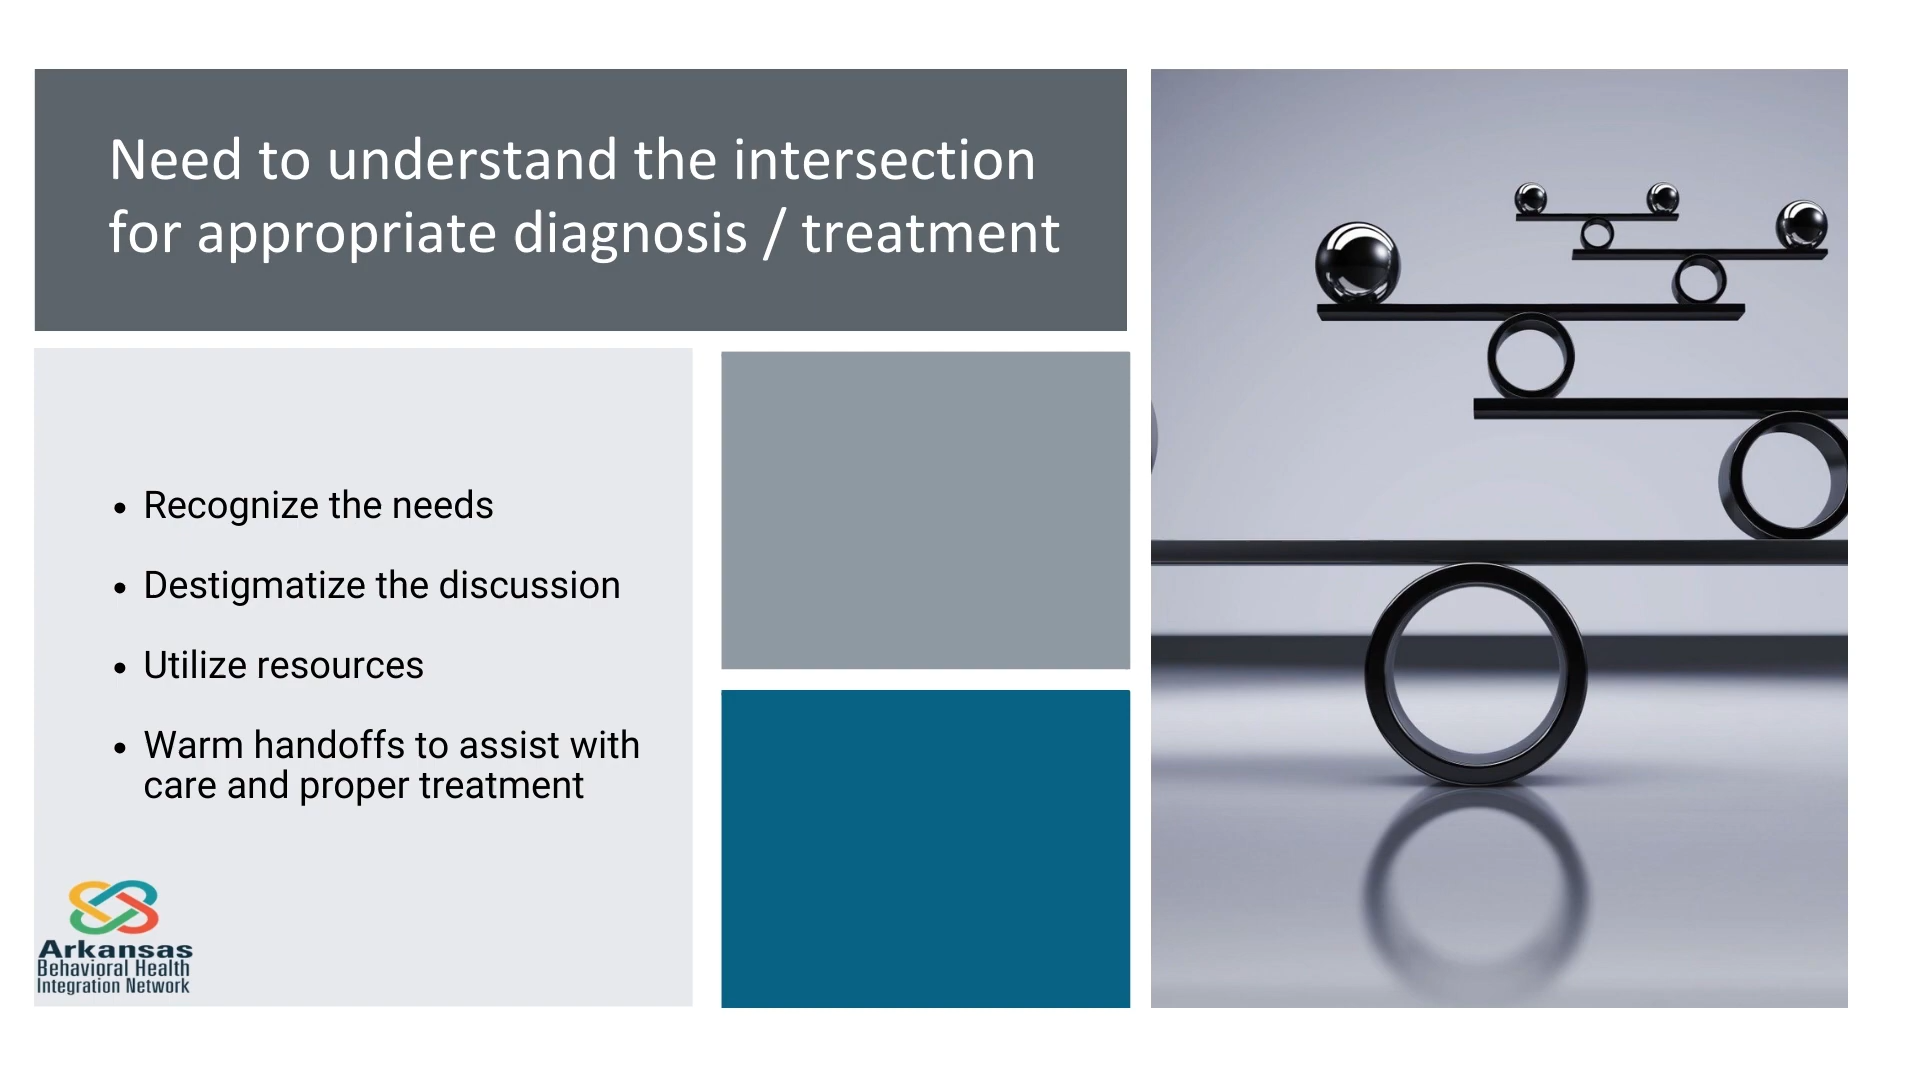 Need to understand the intersection
for appropriate diagnosis / treatment
• Recognize the needs
• Destigmatize the discussion
• Utilize resources
• Warm handoffs to assist with
care and proper treatment
Arkansas
Behavioral Health
Integration Network